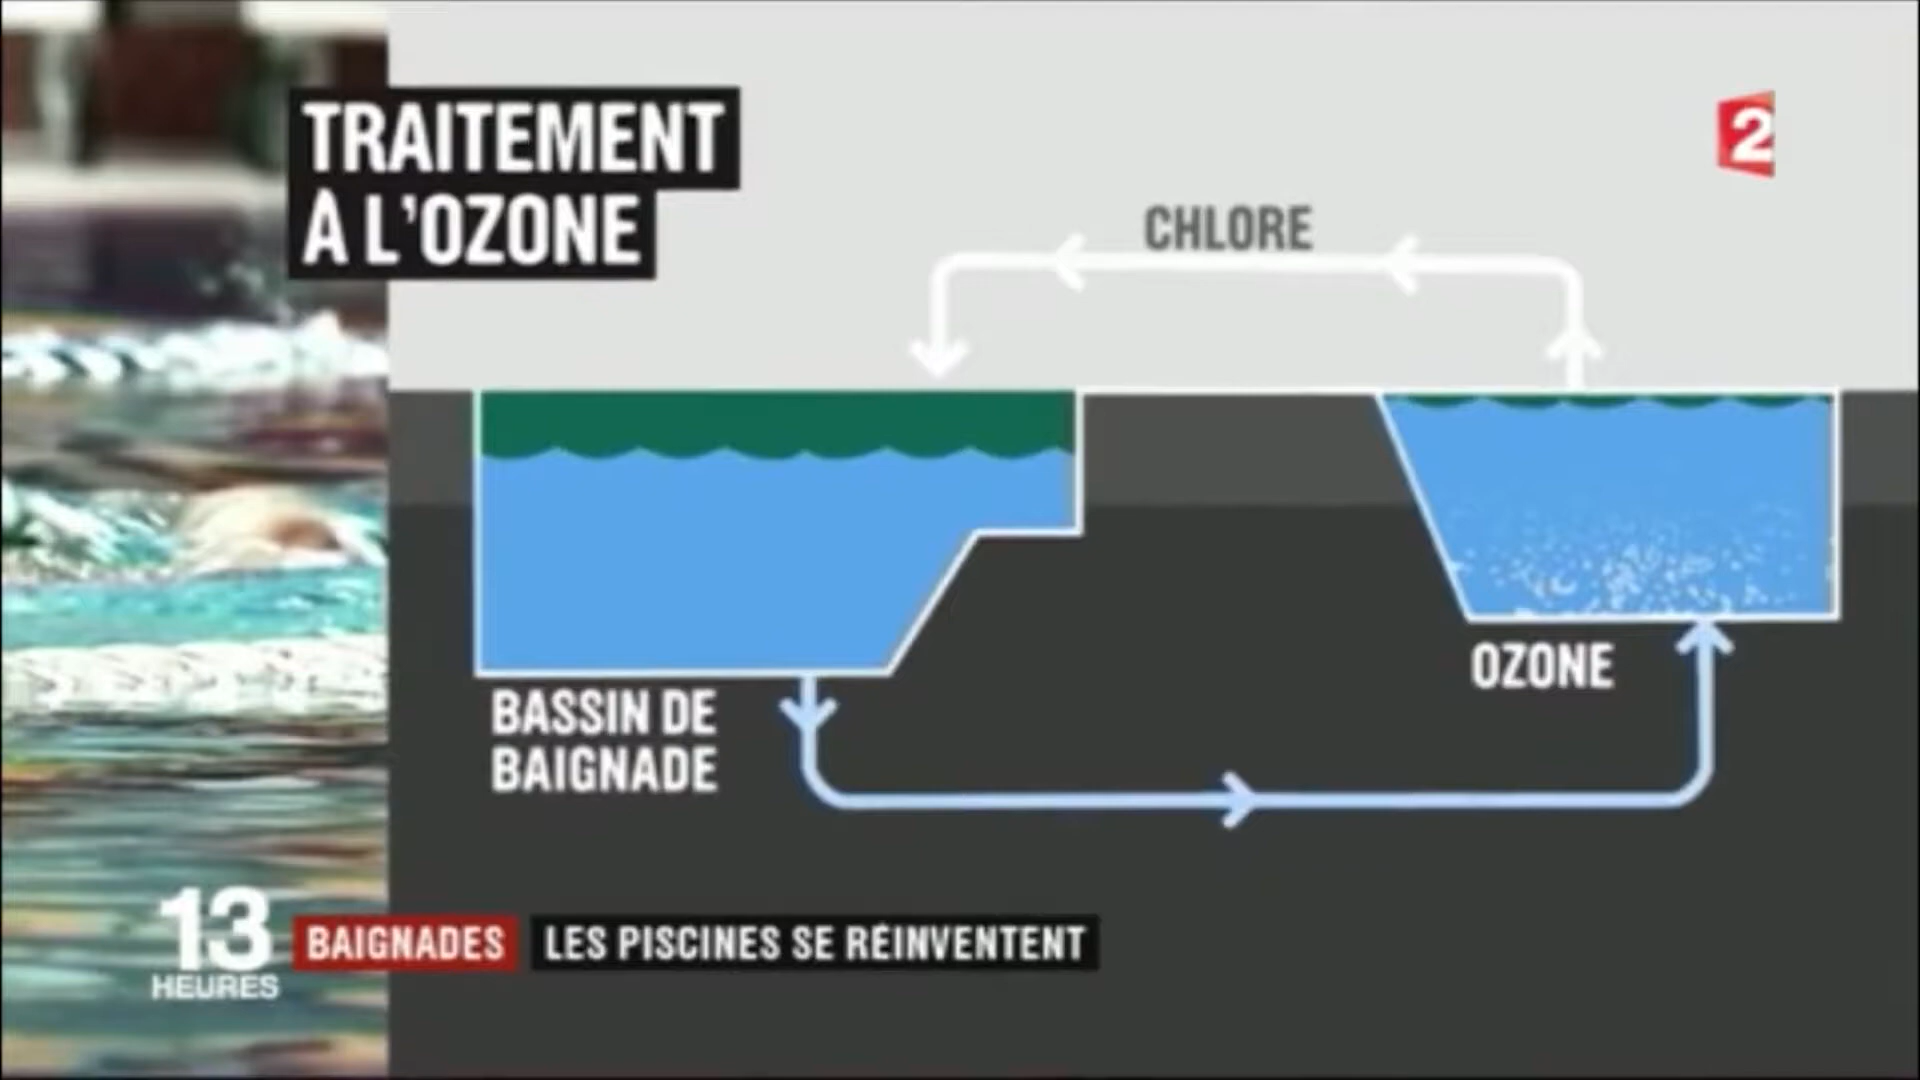 TRAITEMENT
À L'OZONE
2
CHLORE
BASSIN DE
BAIGNADE
OZONE
13
HEURES
BAIGNADES
LES PISCINES SE RÉINVENTENT